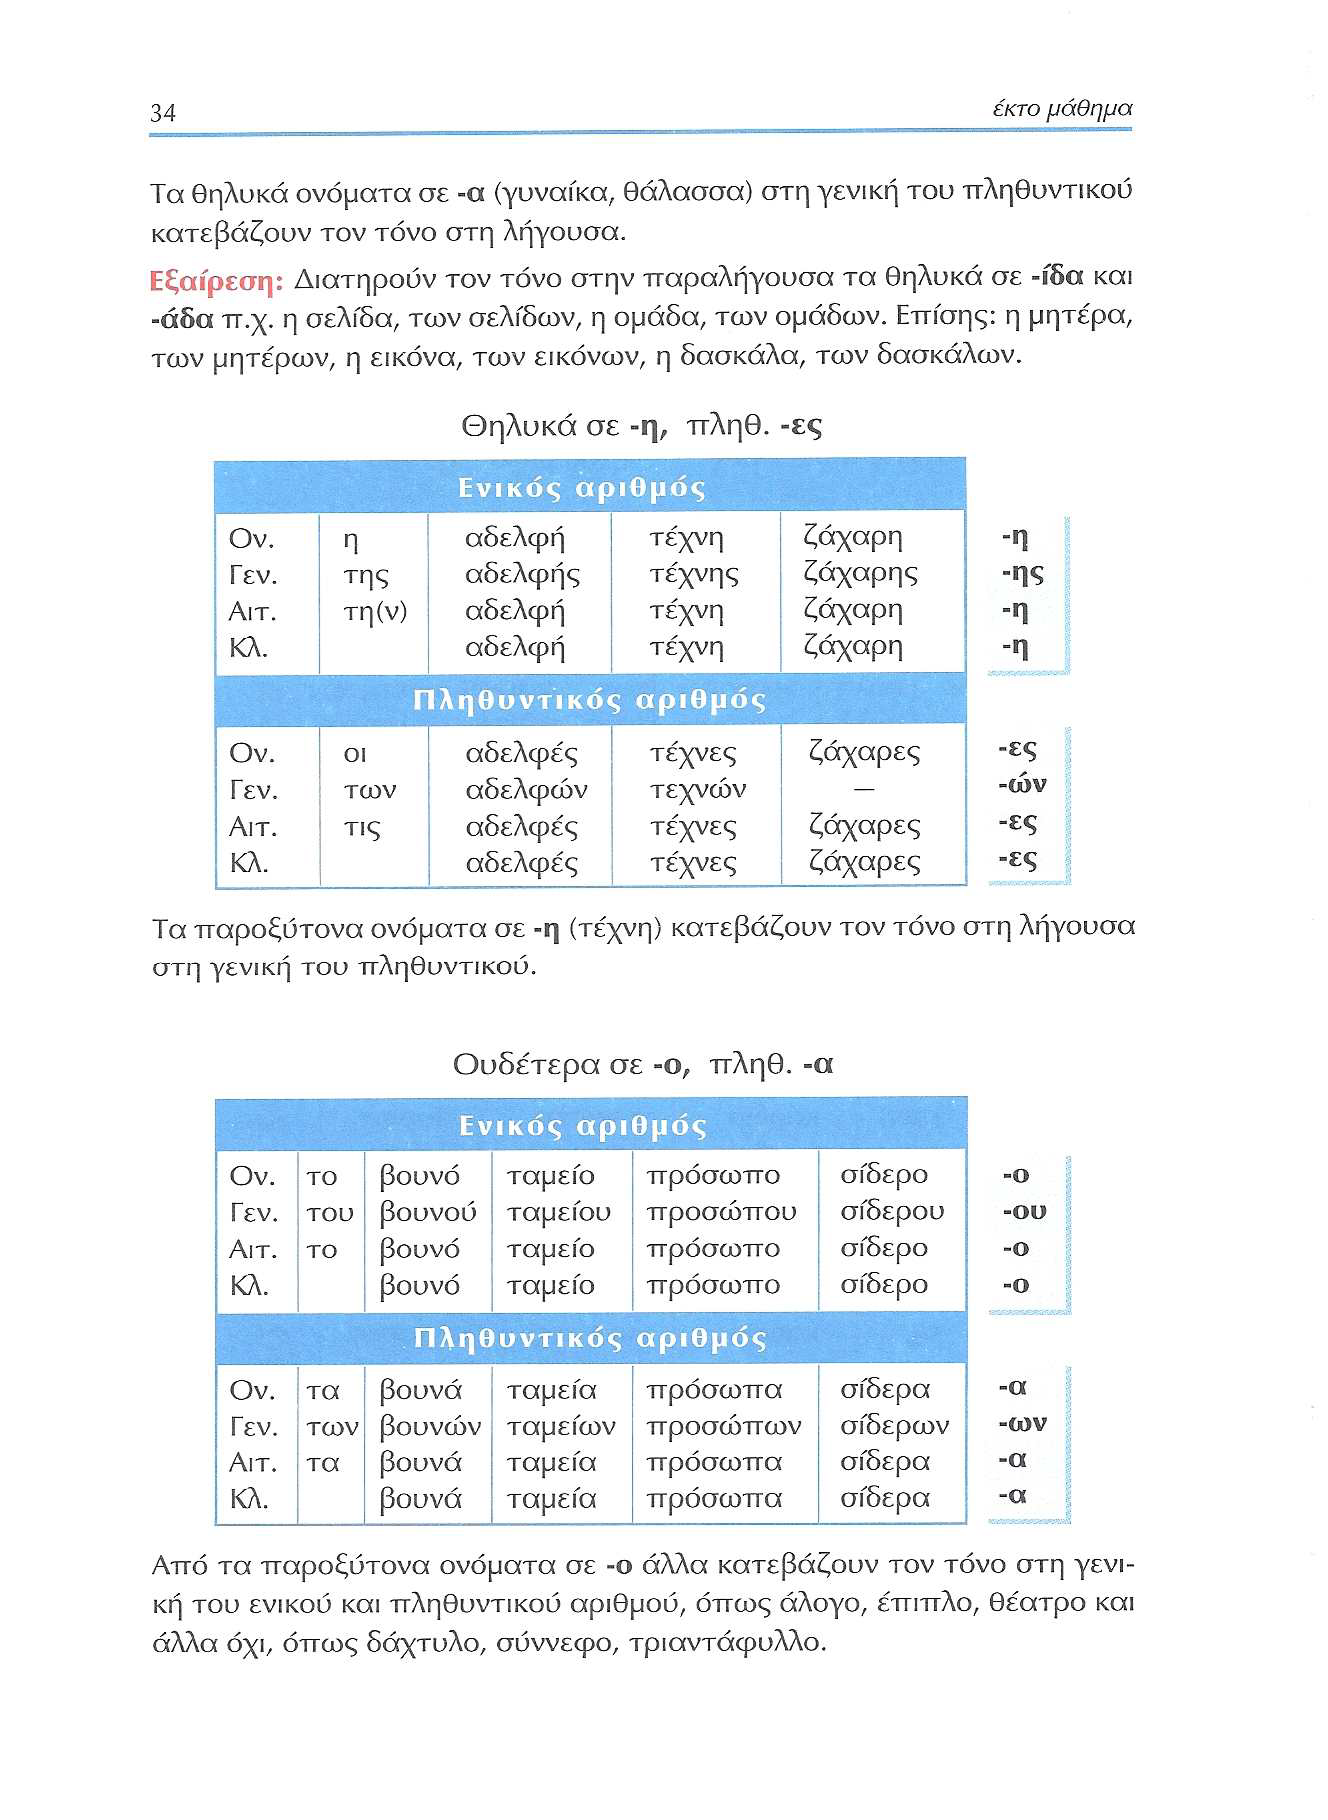 34 έκτο μάθημα
Τα θηλυκά ονόματα σε -α (γυναίκα, θάλασσα) στη γενική του πληθυντικού
κατεβάζουν τον τόνο στη λήγουσα.
Εξαίρεση: Διατηρούν τον τόνο στην παραλήγουσα τα θηλυκά σε -ίδα και
-άδα π.χ. η σελίδα, των σελίδων, η ομάδα, των ομάδων. Επίσης: η μητέρα,
των μητέρων, η εικόνα, των εικόνων, η δασκάλα, των δασκάλων.
Θηλυκά σε -η, πληθ. -ες
Ενικός αριθμός
Ον. η αδελφή τέχνη ζάχαρη -η
Γεν. της αδελφής τέχνης ζάχαρης -ης
Αιτ. τη(ν) αδελφή τέχνη ζάχαρη -η
Κλ. αδελφή τέχνη ζάχαρη -η
Πληθυντικός αριθμός
Ον. οι αδελφές τέχνες ζάχαρες -ες
Γεν. των αδελφών τεχνών — -ών
Αιτ. τις αδελφές τέχνες ζάχαρες -ες
Κλ. αδελφές τέχνες ζάχαρες -ες
Τα παροξύτονα ονόματα σε -η (τέχνη) κατεβάζουν τον τόνο στη λήγουσα
στη γενική του πληθυντικού.
Ουδέτερα σε -ο, πληθ. -α
Ενικός αριθμός
Ον. το βουνό ταμείο πρόσωπο σίδερο -ο
Γεν. του βουνού ταμείου προσώπου σίδερου -ου
Αιτ. το βουνό ταμείο πρόσωπο σίδερο -ο
Κλ. βουνό ταμείο πρόσωπο σίδερο -ο
Πληθυντικός αριθμός
Ον. τα βουνά ταμεία πρόσωπα σίδερα -α
Γεν. των βουνών ταμείων προσώπων σίδερων -ων
Αιτ. τα βουνά ταμεία πρόσωπα σίδερα -α
Κλ. βουνά ταμεία πρόσωπα σίδερα -α
Από τα παροξύτονα ονόματα σε -ο άλλα κατεβάζουν τον τόνο στη γενι-
κή του ενικού και πληθυντικού αριθμού, όπως άλογο, έπιπλο, θέατρο και
άλλα όχι, όπως δάχτυλο, σύννεφο, τριαντάφυλλο.